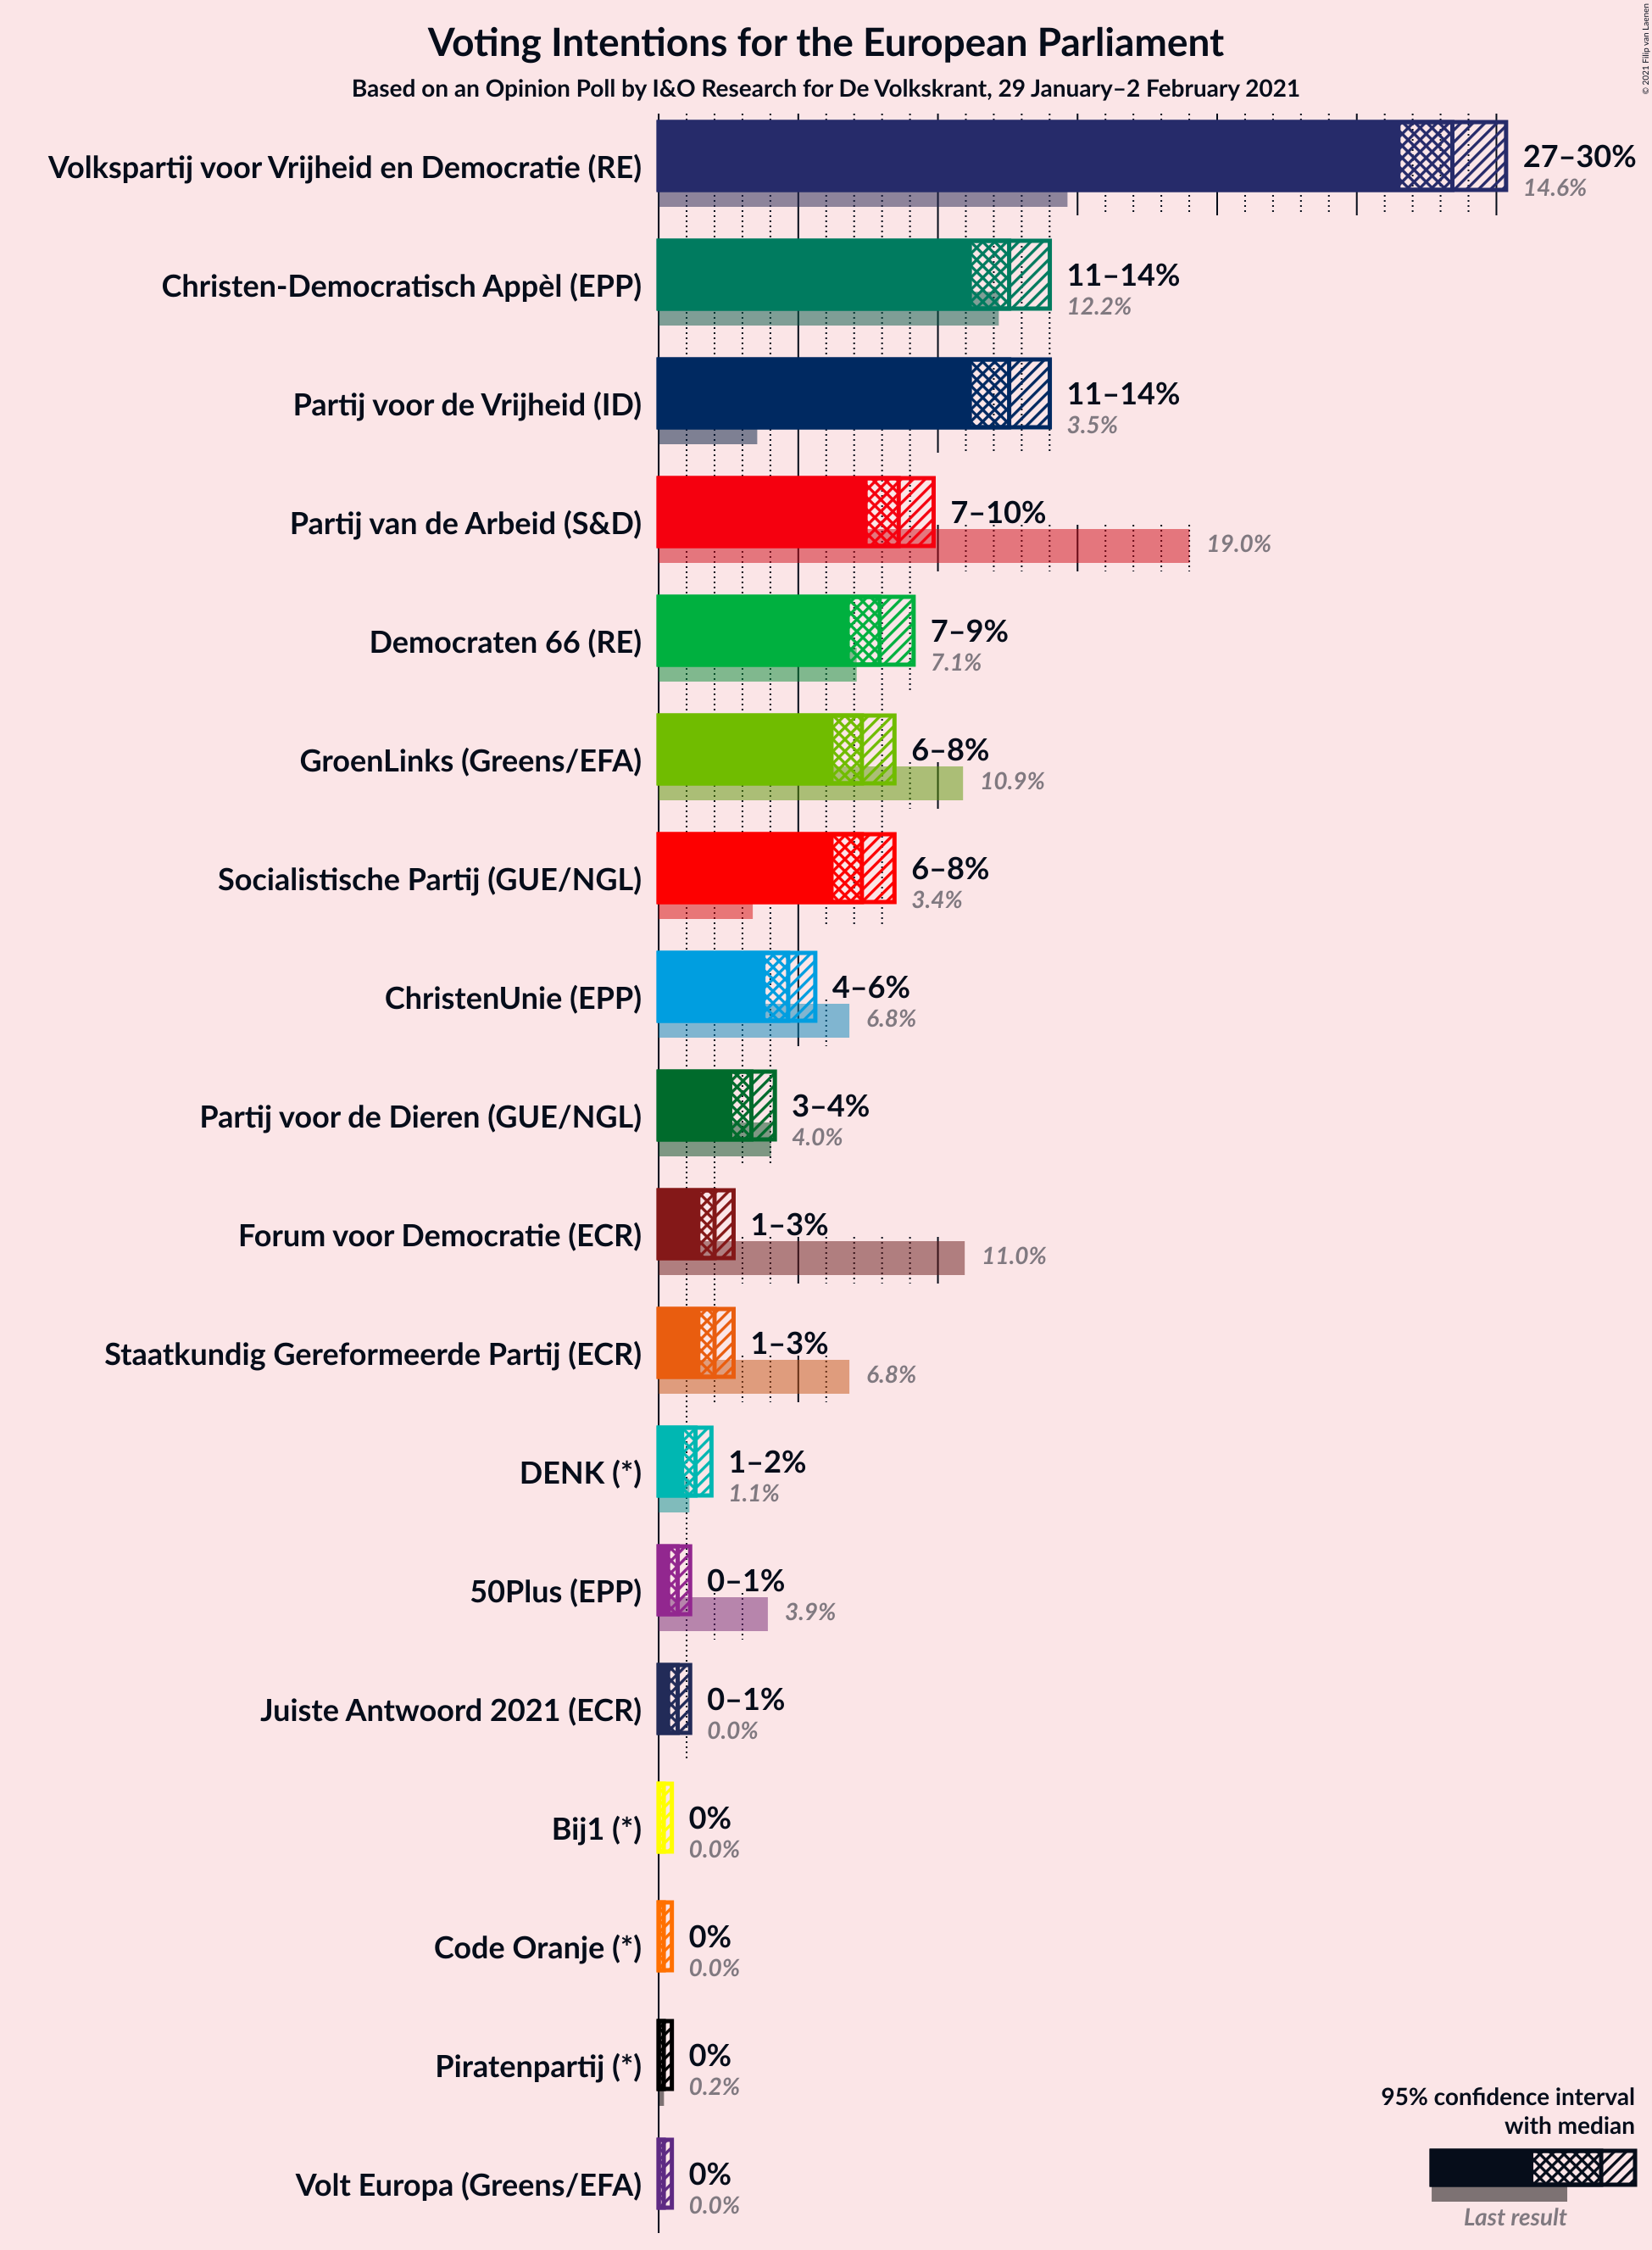 Voting Intentions for the European Parliament
Based on an Opinion Poll by I&O Research for De Volkskrant, 29 January–2 February 2021
© 2021 Filip van Laenen
Volkspartij voor Vrijheid en Democratie (RE)
27–30%
14.6%
Christen-Democratisch Appèl (EPP)
11–14%
12.2%
Partij voor de Vrijheid (ID)
11–14%
3.5%
Partij van de Arbeid (S&D)
7–10%
19.0%
Democraten 66 (RE)
7–9%
7.1%
GroenLinks (Greens/EFA)
6–8%
10.9%
Socialistische Partij (GUE/NGL)
6–8%
3.4%
ChristenUnie (EPP)
4–6%
6.8%
Partij voor de Dieren (GUE/NGL)
3–4%
4.0%
Forum voor Democratie (ECR)
1–3%
11.0%
Staatkundig Gereformeerde Partij (ECR)
1–3%
6.8%
DENK (*)
1–2%
1.1%
50Plus (EPP)
0–1%
3.9%
Juiste Antwoord 2021 (ECR)
0–1%
0.0%
Bij1 (*)
0%
0.0%
Code Oranje (*)
0%
0.0%
Piratenpartij (*)
0%
0.2%
Volt Europa (Greens/EFA)
0%
0.0%
95% confidence interval
with median
Last result